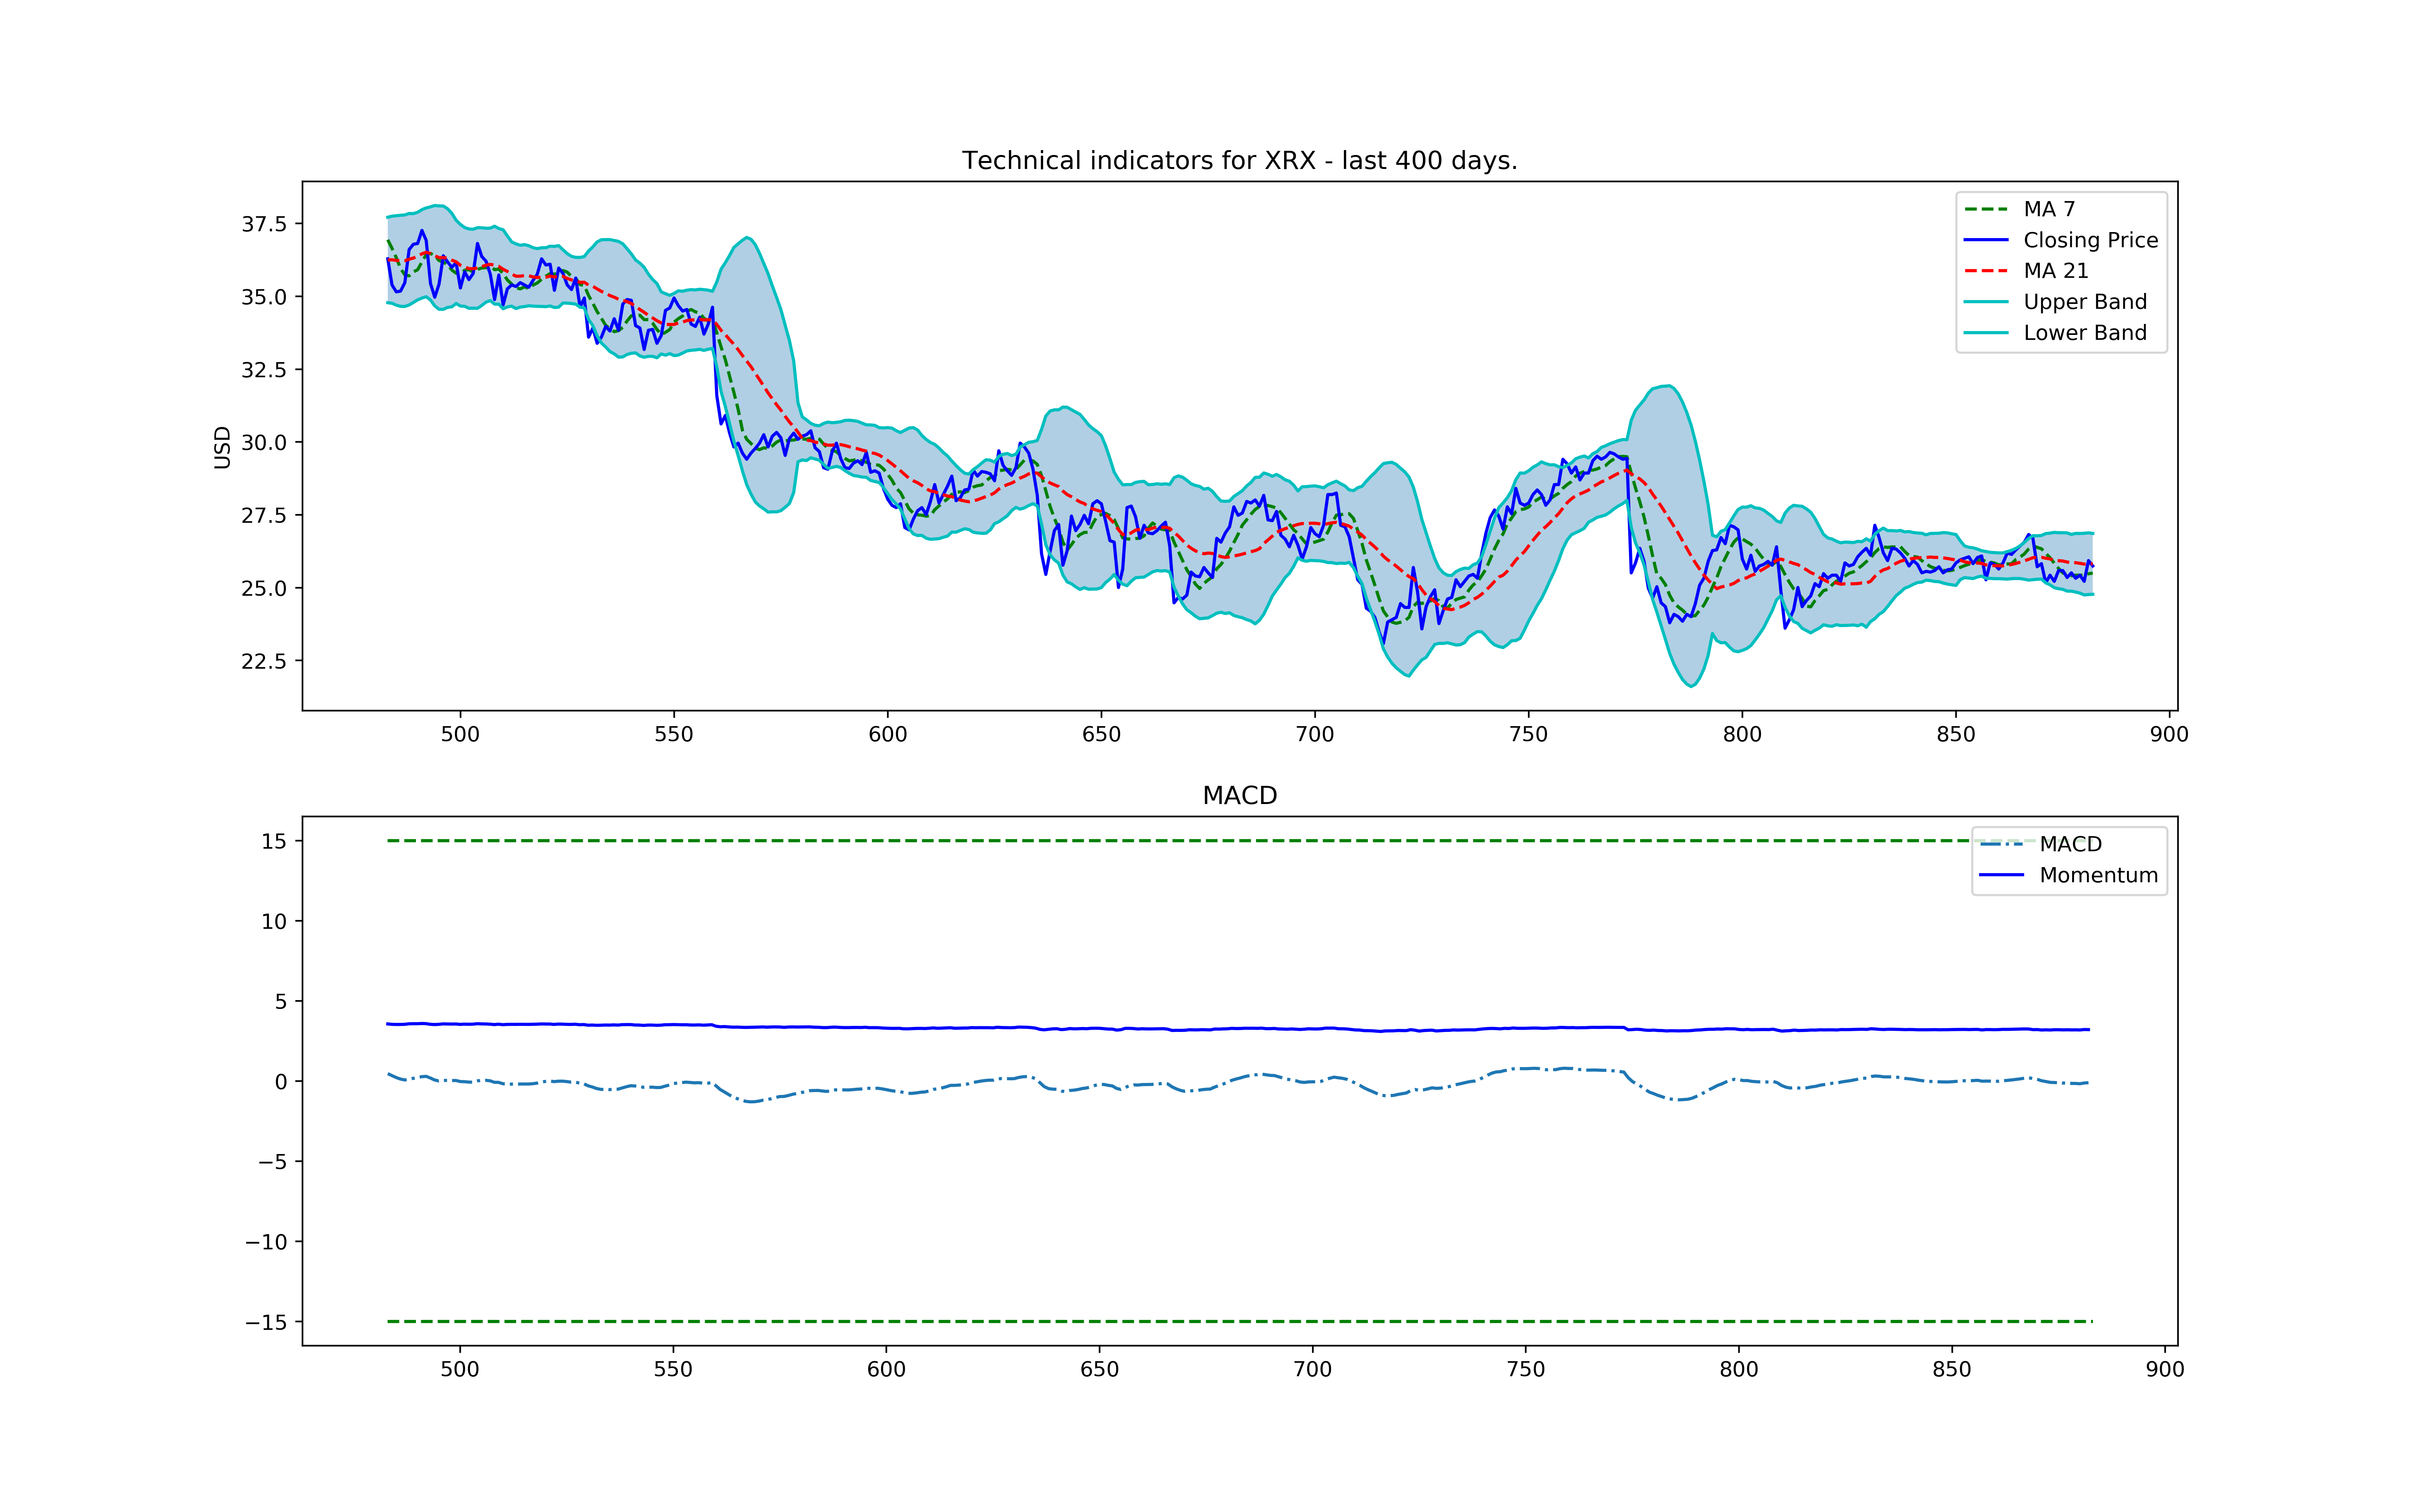 Technical indicators for XRX - last 400 days.
37.5
35.0
32.5
30.0
27.5
25.0
22.5
USD
MA 7
Closing Price
MA 21
Upper Band
Lower Band
500 550 600 650 700 750 800 850 900
MACD
15
10
5
0
−5
−10
−15
MACD
Momentum
500 550 600 650 700 750 800 850 900